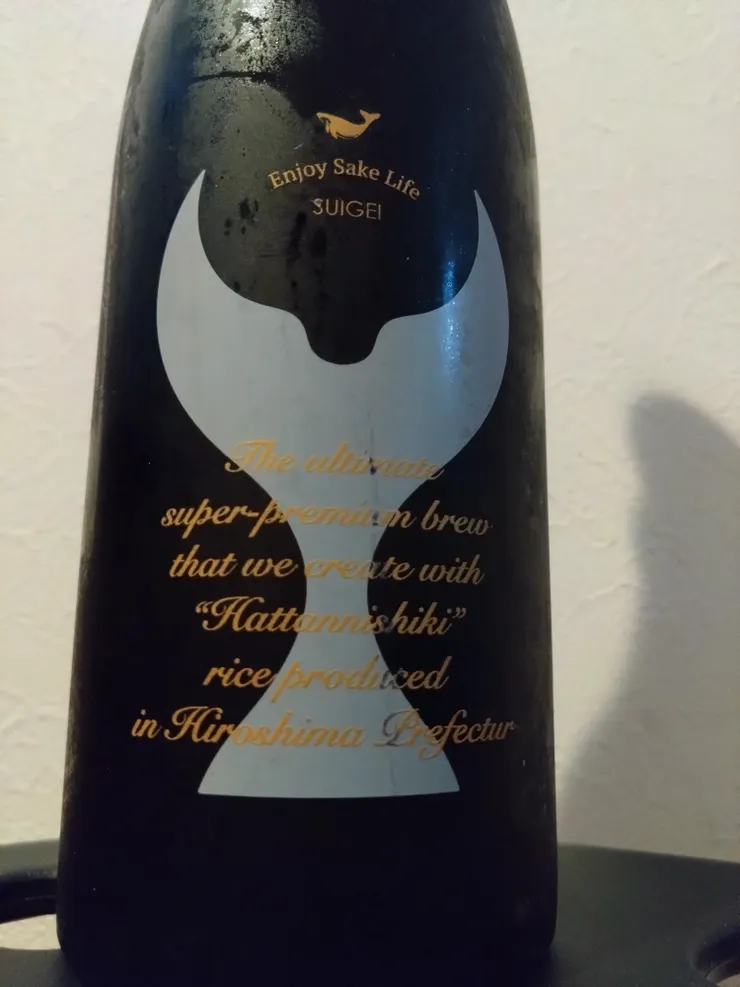 Enjoy Sake Life
SUIGEI
The ultimate
super-premium brew
that we create with
“Hattannishiki”
rice produced
in Hiroshima Prefectur